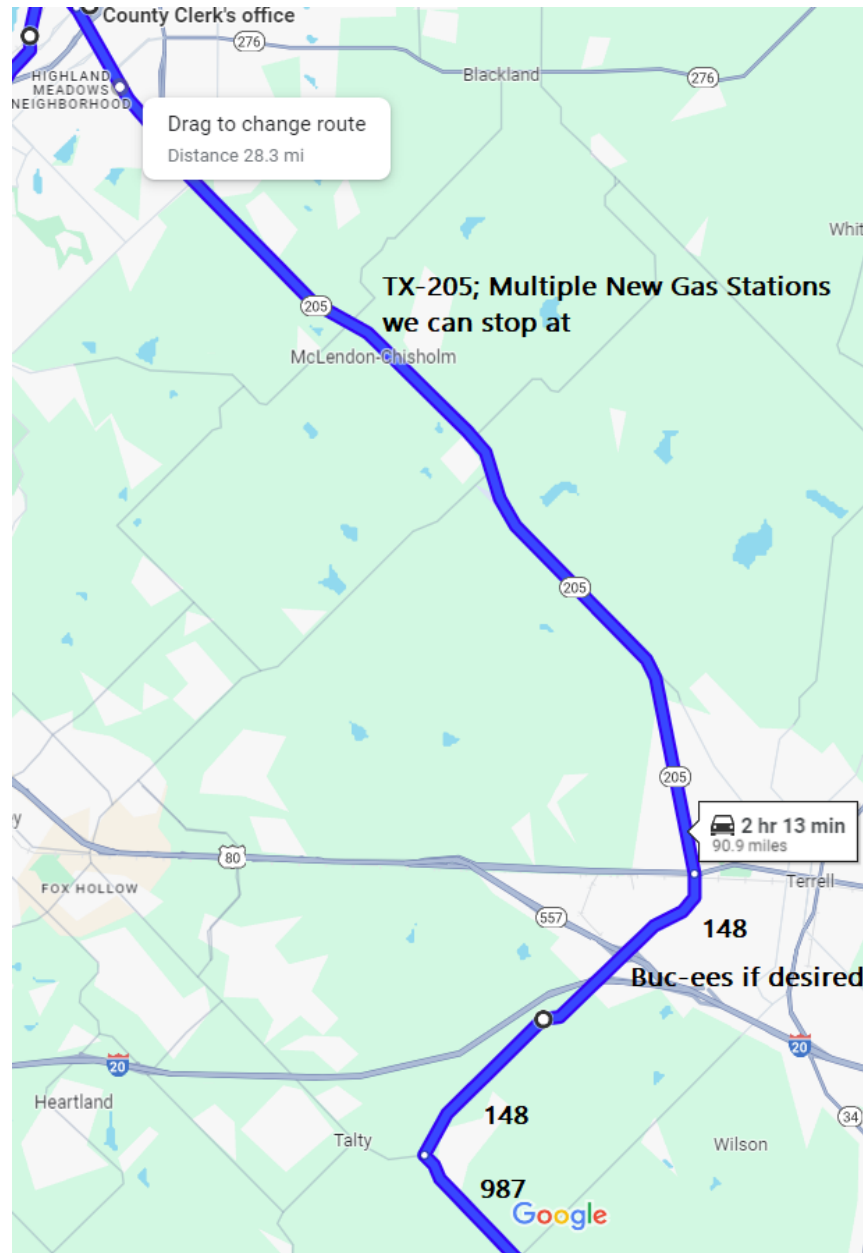 County Clerk's office
276
HIGHLAND
MEADOWS
NEIGHBORHOOD
Blackland
276
Drag to change route
Distance 28.3 mi
Whit
TX-205; Multiple New Gas Stations
we can stop at
205
McLendon-Chisholm
205
205
y
2 hr 13 min
90.9 miles
80
Terrell
FOX HOLLOW
557
148
Buc-ees if desired
20
20
Heartland
148
34
Talty
Wilson
987
Google